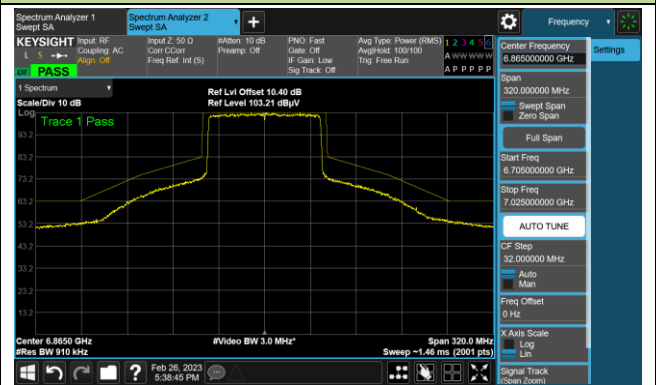 Spectrum Analyzer 1
Swept SA
Spectrum Analyzer 2
Swept SA
+
Frequency
KEYSIGHT
L S
PASS
Input: RF
Coupling: AC
Align: Off
Input Z: 50 Ω
Corr CCorr
Freq Ref: Int (S)
#Atten: 10 dB
Preamp: Off
PNO: Fast
Gate: Off
IF Gain: Low
Sig Track: Off
Avg Type: Power (RMS)
Avg|Hold: 100/100
Trig: Free Run
1 2 3 4 5 6
A W W W W W
A P P P P P
1 Spectrum
Scale/Div 10 dB
Log
Ref Lvl Offset 10.40 dB
Ref Level 103.21 dBµV
Trace 1 Pass
93.2
83.2
73.2
63.2
53.2
43.2
33.2
23.2
13.2
Center 6.8650 GHz
#Res BW 910 kHz
#Video BW 3.0 MHz*
Span 320.0 MHz
Sweep ~1.46 ms (2001 pts)
Center Frequency
6.865000000 GHz
Settings
Span
320.000000 MHz
Swept Span
Zero Span
Full Span
Start Freq
6.705000000 GHz
Stop Freq
7.025000000 GHz
AUTO TUNE
CF Step
32.000000 MHz
Auto
Man
Freq Offset
0 Hz
X Axis Scale
Log
Lin
Signal Track
(Span Zoom)
?
Feb 26, 2023
5:38:45 PM